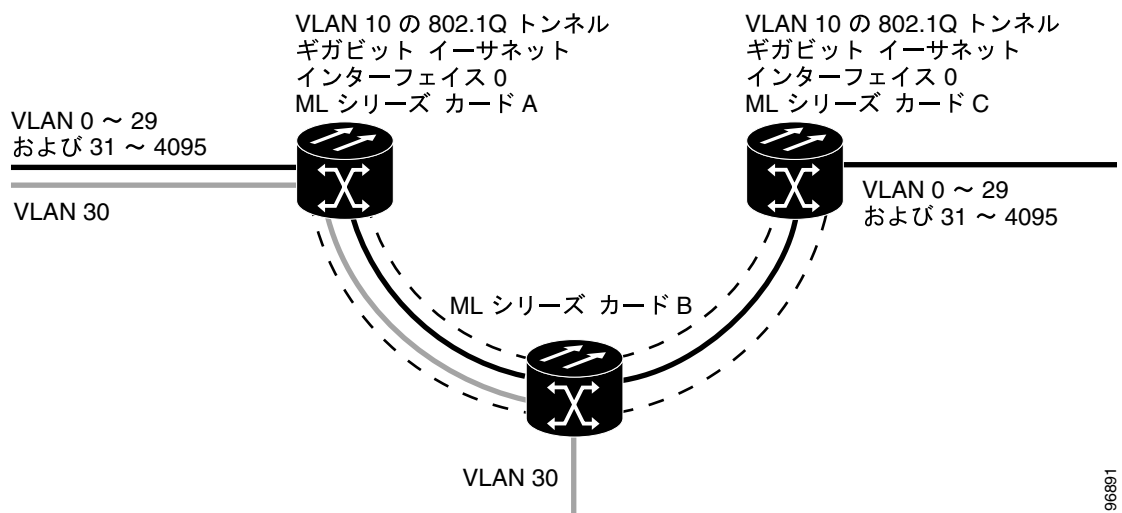 VLAN 10 の 802.1Q トンネル
ギガビット イーサネット
インターフェイス 0
ML シリーズ カード A
VLAN 10 の 802.1Q トンネル
ギガビット イーサネット
インターフェイス 0
ML シリーズ カード C
VLAN 0 ～ 29
および 31 ～ 4095
VLAN 30
VLAN 0 ～ 29
および 31 ～ 4095
ML シリーズ カード B
VLAN 30
96891